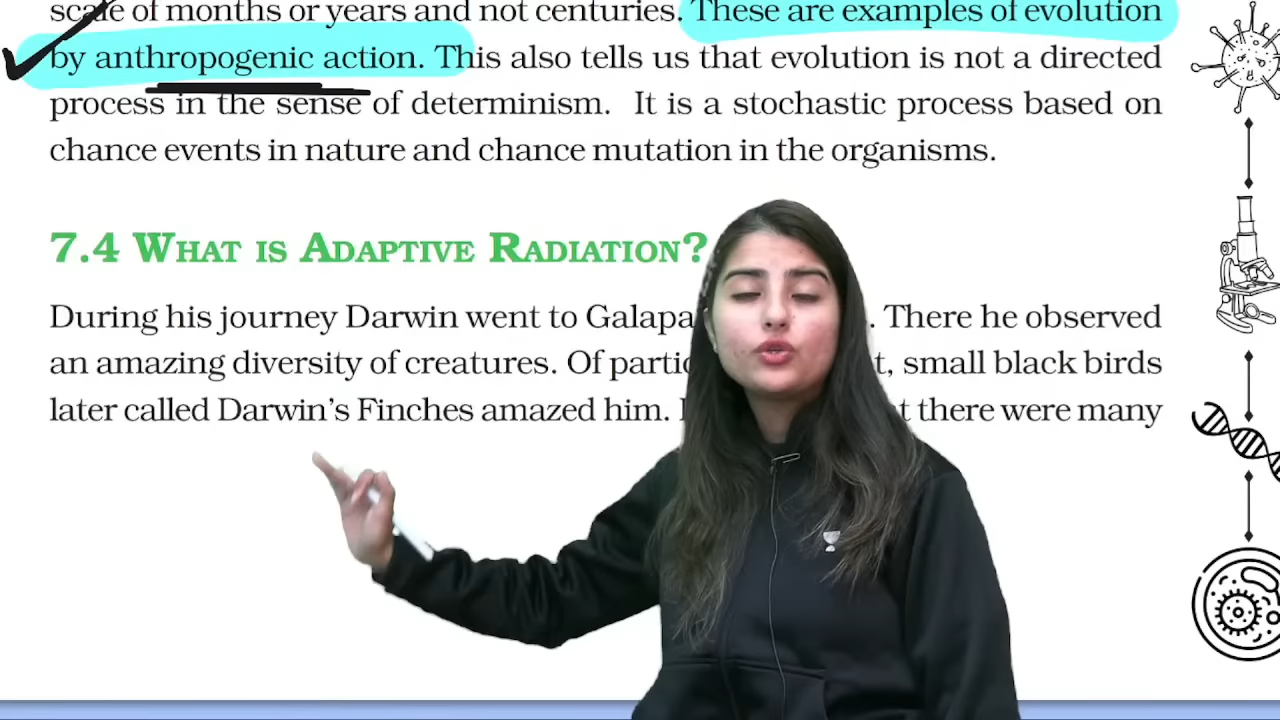 scale of months or years and not centuries. These are examples of evolution
by anthropogenic action. This also tells us that evolution is not a directed
process in the sense of determinism. It is a stochastic process based on
chance events in nature and chance mutation in the organisms.
7.4 WHAT IS ADAPTIVE RADIATION?
During his journey Darwin went to . There he observed
an amazing diversity of creatures. Of small black birds
later called Darwin's Finches amazed him. there were many